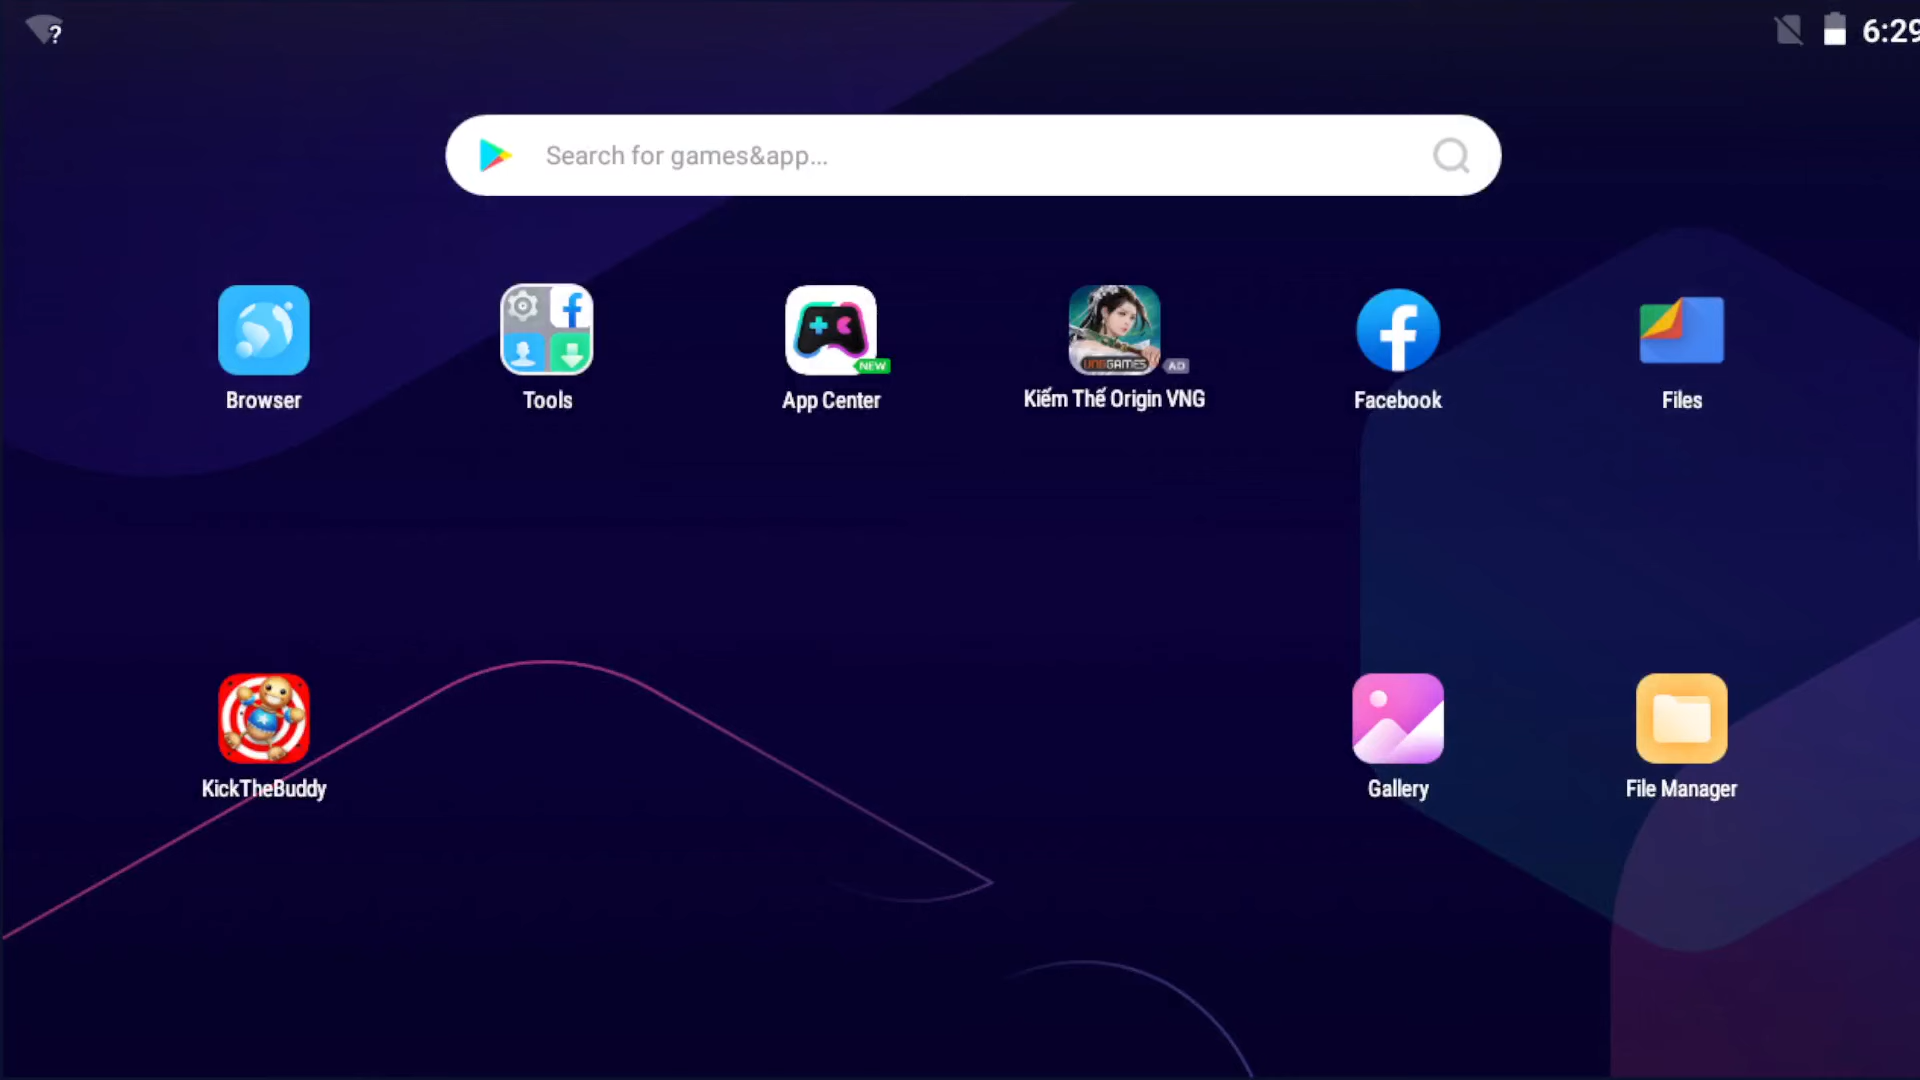 ?
6:29
Search for games&app...
NEW
VNGGAMES
AD
Browser
Tools
App Center
Kiếm Thế Origin VNG
Facebook
Files
KickTheBuddy
Gallery
File Manager